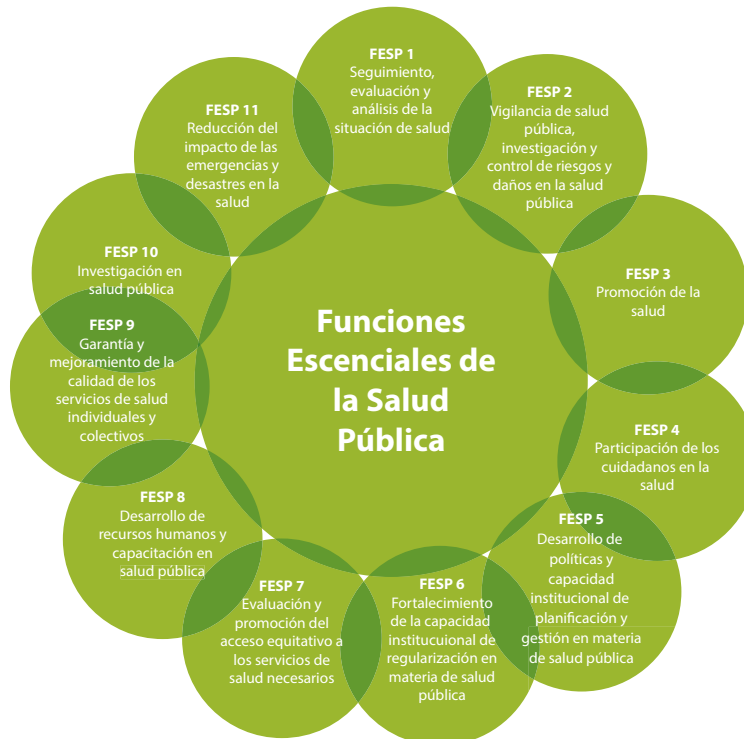 Funciones
Escenciales de
la Salud
Pública
FESP 1
Seguimiento,
evaluación y
análisis de la
situación de salud
FESP 2
Vigilancia de salud
pública,
investigación y
control de riesgos y
daños en la salud
pública
FESP 3
Promoción de la
salud
FESP 4
Participación de los
cuidadanos en la
salud
FESP 5
Desarrollo de
políticas y
capacidad
institucional de
planificación y
gestión en materia
de salud pública
FESP 6
Fortalecimiento
de la capacidad
institucuional de
regularización en
materia de salud
pública
FESP 7
Evaluación y
promoción del
acceso equitativo a
los servicios de
salud necesarios
FESP 8
Desarrollo de
recursos humanos y
capacitación en
salud pública
FESP 9
Garantía y
mejoramiento de la
calidad de los
servicios de salud
individuales y
colectivos
FESP 10
Investigación en
salud pública
FESP 11
Reducción del
impacto de las
emergencias y
desastres en la
salud